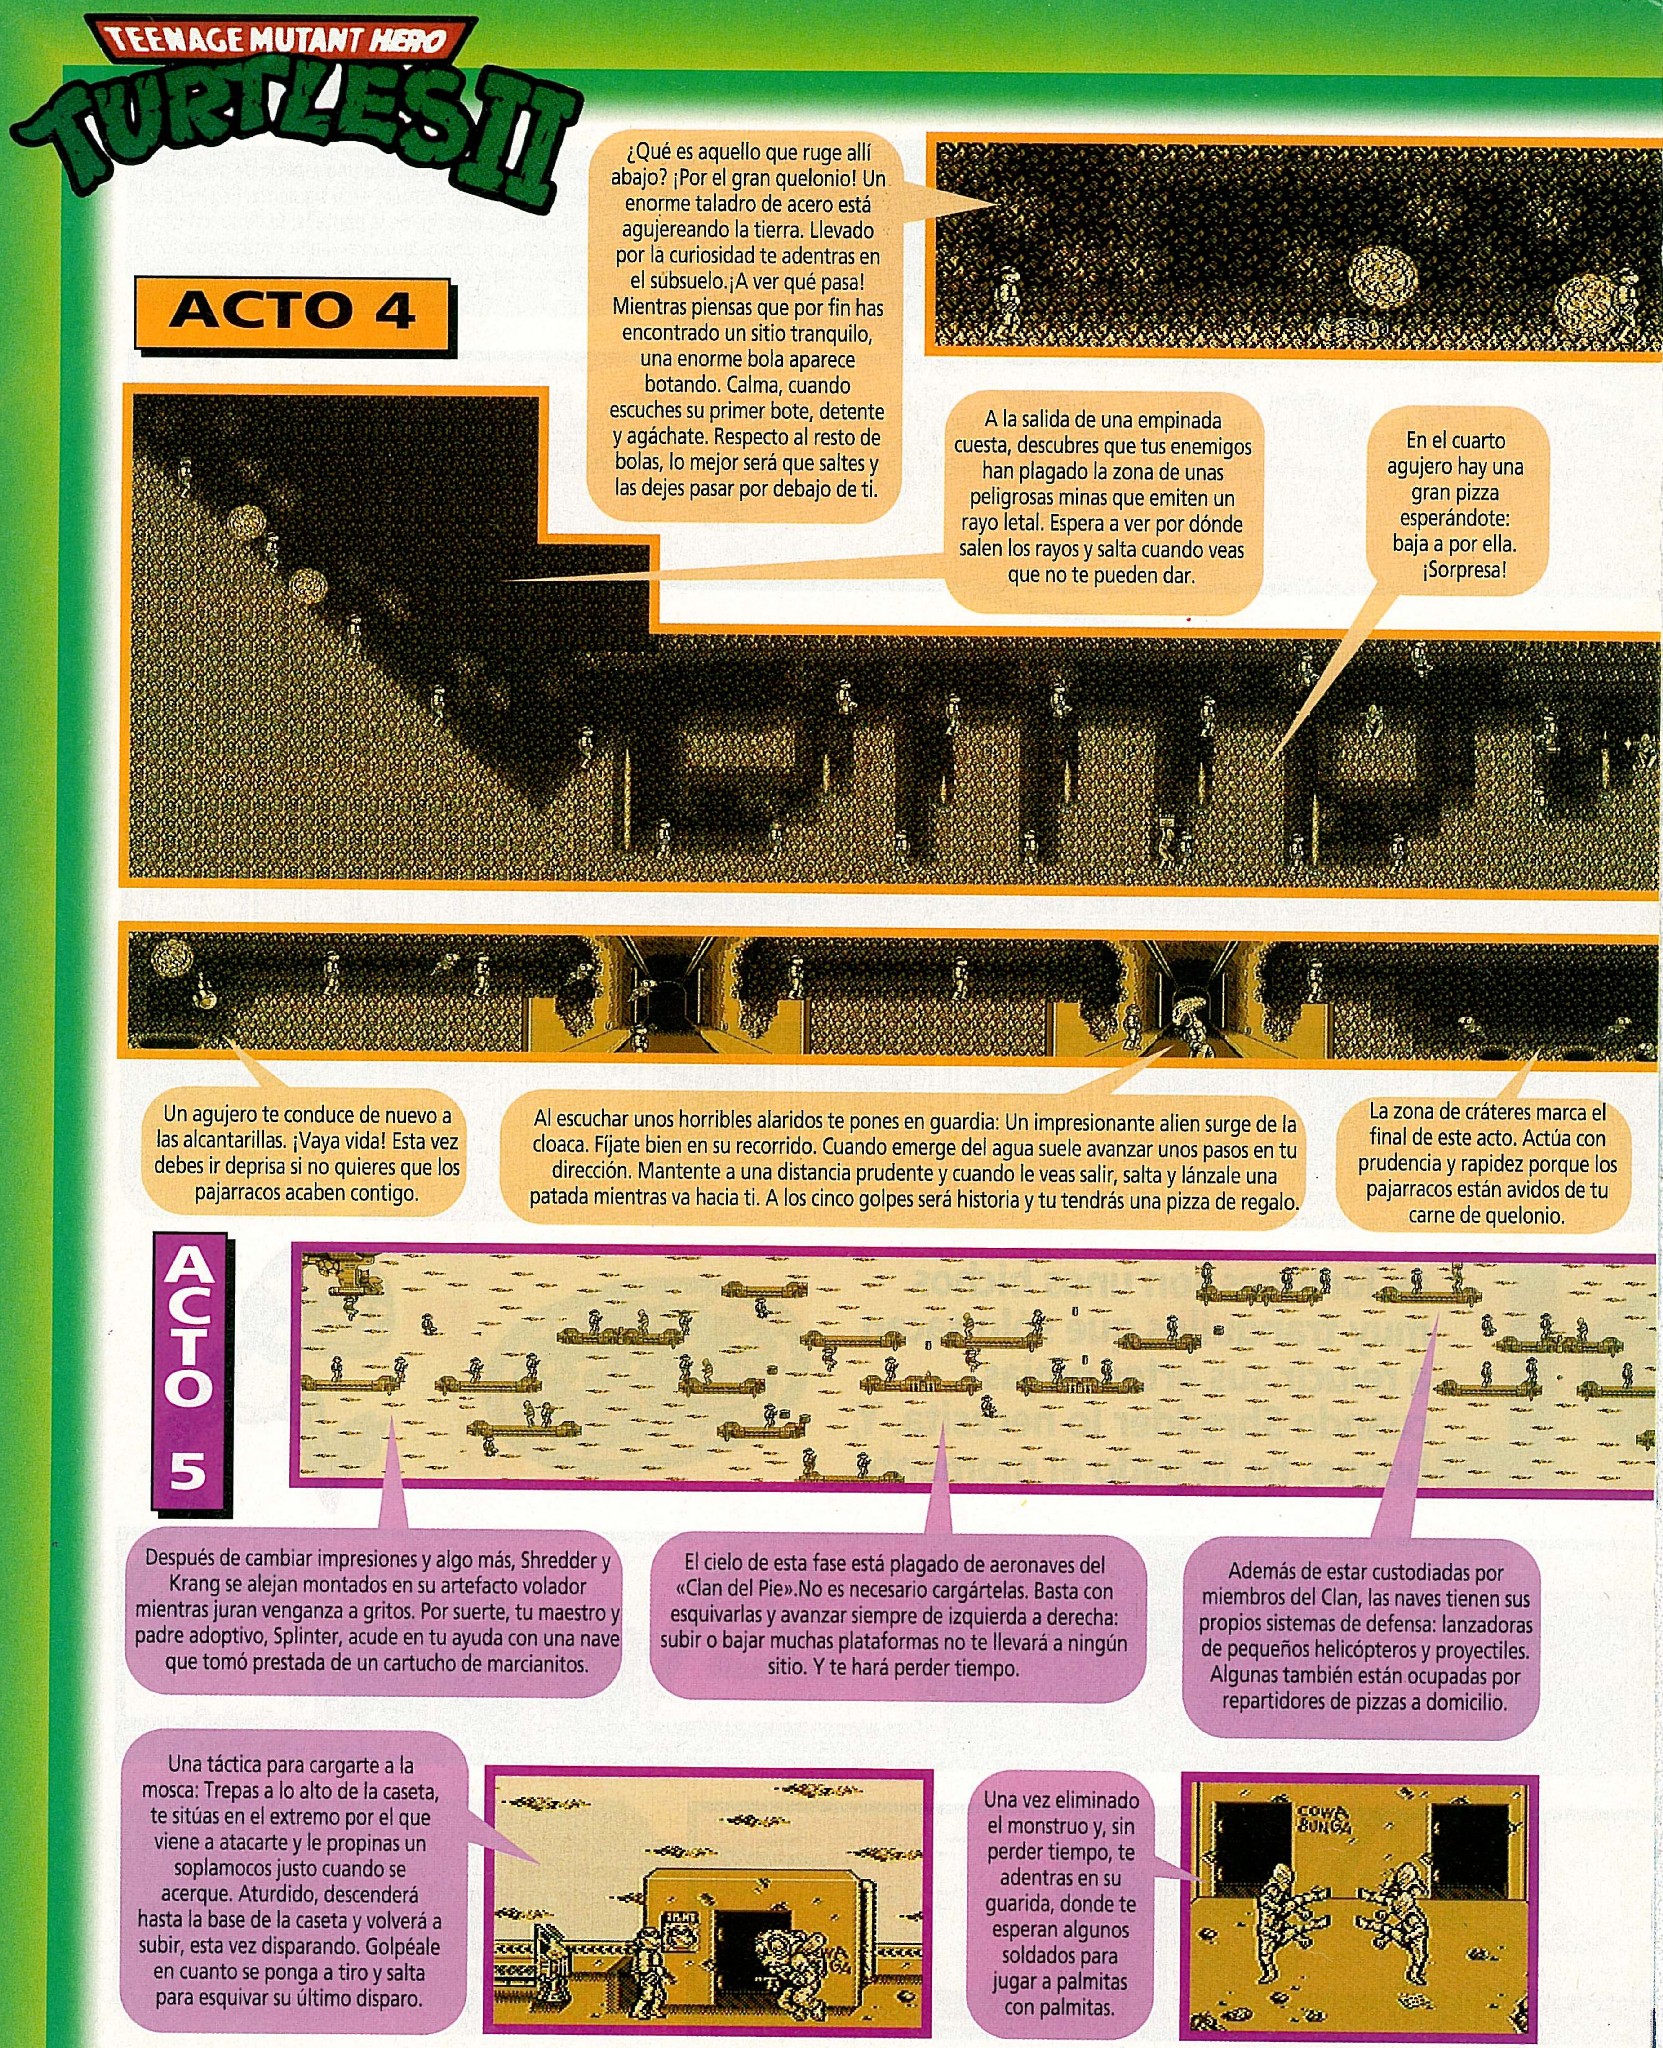 TEENAGE MUTANT HERO
TURTLES II
ACTO 4
¿Qué es aquello que ruge allí
abajo? ¡Por el gran quelonio! Un
enorme taladro de acero está
agujereando la tierra. Llevado
por la curiosidad te adentras en
el subsuelo.¡A ver qué pasa!
Mientras piensas que por fin has
encontrado un sitio tranquilo,
una enorme bola aparece
botando. Calma, cuando
escuches su primer bote, detente
y agáchate. Respecto al resto de
bolas, lo mejor será que saltes y
las dejes pasar por debajo de ti.
A la salida de una empinada
cuesta, descubres que tus enemigos
han plagado la zona de unas
peligrosas minas que emiten un
rayo letal. Espera a ver por dónde
salen los rayos y salta cuando veas
que no te pueden dar.
En el cuarto
agujero hay una
gran pizza
esperándote:
baja a por ella.
¡Sorpresa!
Un agujero te conduce de nuevo a
las alcantarillas. ¡Vaya vida! Esta vez
debes ir deprisa si no quieres que los
pajarracos acaben contigo.
Al escuchar unos horribles alaridos te pones en guardia: Un impresionante alien surge de la
cloaca. Fíjate bien en su recorrido. Cuando emerge del agua suele avanzar unos pasos en tu
dirección. Mantente a una distancia prudente y cuando le veas salir, salta y lánzale una
patada mientras va hacia ti. A los cinco golpes será historia y tu tendrás una pizza de regalo.
La zona de cráteres marca el
final de este acto. Actúa con
prudencia y rapidez porque los
pajarracos están avidos de tu
carne de quelonio.
ACTO 5
Después de cambiar impresiones y algo más, Shredder y
Krang se alejan montados en su artefacto volador
mientras juran venganza a gritos. Por suerte, tu maestro y
padre adoptivo, Splinter, acude en tu ayuda con una nave
que tomó prestada de un cartucho de marcianitos.
El cielo de esta fase está plagado de aeronaves del
«Clan del Pie».No es necesario cargártelas. Basta con
esquivarlas y avanzar siempre de izquierda a derecha:
subir o bajar muchas plataformas no te llevará a ningún
sitio. Y te hará perder tiempo.
Además de estar custodiadas por
miembros del Clan, las naves tienen sus
propios sistemas de defensa: lanzadoras
de pequeños helicópteros y proyectiles.
Algunas también están ocupadas por
repartidores de pizzas a domicilio.
Una táctica para cargarte a la
mosca: Trepas a lo alto de la caseta,
te sitúas en el extremo por el que
viene a atacarte y le propinas un
soplamocos justo cuando se
acerque. Aturdido, descenderá
hasta la base de la caseta y volverá a
subir, esta vez disparando. Golpéale
en cuanto se ponga a tiro y salta
para esquivar su último disparo.
Una vez eliminado
el monstruo y, sin
perder tiempo, te
adentras en su
guarida, donde te
esperan algunos
soldados para
jugar a palmitas
con palmitas.
COWA
BUNGA